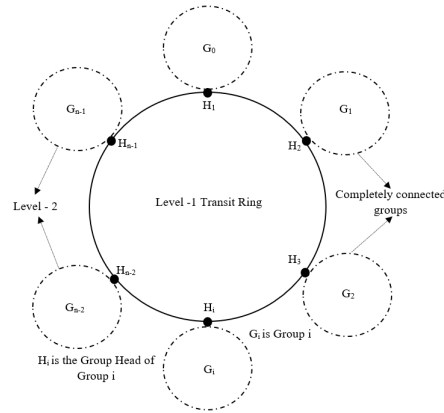 G0
Gn-1
G1
H1
Hn-1
H2
Level - 2
Level -1 Transit Ring
Completely connected
groups
Hn-2
H3
Gn-2
Hi
G2
Gi is Group i
Hi is the Group Head of
Group i
Gi